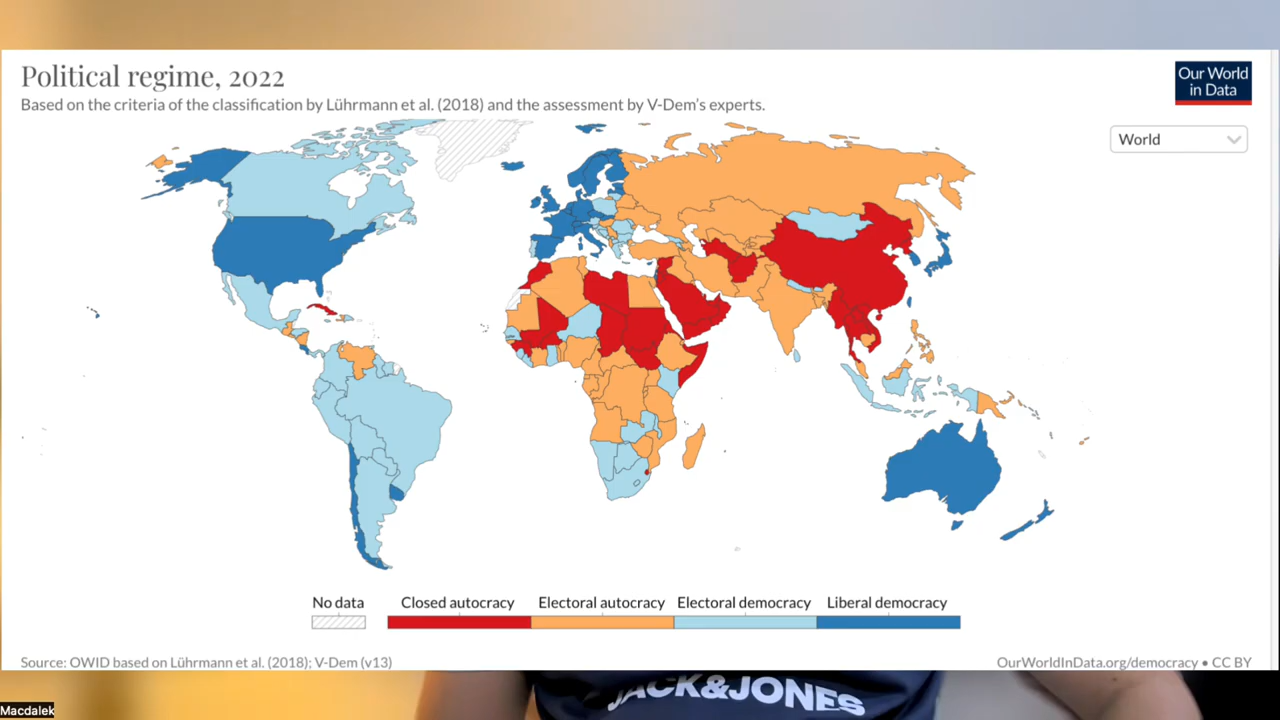 Political regime, 2022
Based on the criteria of the classification by Lührmann et al. (2018) and the assessment by V-Dem's experts.
Our World
in Data
World
No data
Closed autocracy
Electoral autocracy
Electoral democracy
Liberal democracy
Source: OWID based on Lührmann et al. (2018); V-Dem (v13)
OurWorldInData.org/democracy • CC BY
JACK&JONES
Macdalek